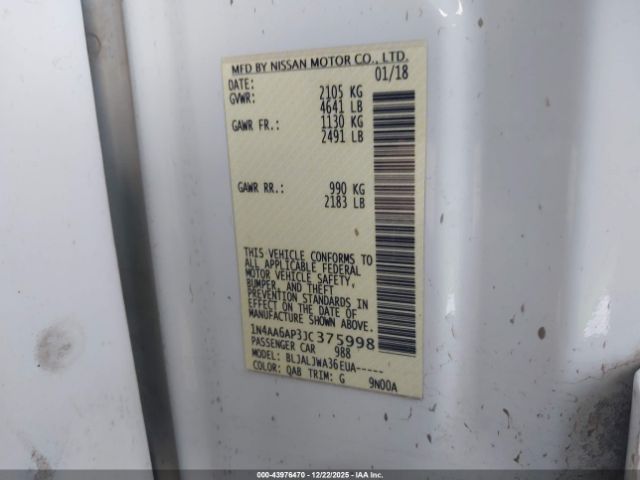 MFD BY NISSAN MOTOR CO., LTD.
DATE: 01/18
GVWR: 2105 KG
4641 LB
GAWR FR.: 1130 KG
2491 LB
GAWR RR.: 990 KG
2183 LB
THIS VEHICLE CONFORMS TO
ALL APPLICABLE FEDERAL
MOTOR VEHICLE SAFETY,
BUMPER, AND THEFT
PREVENTION STANDARDS IN
EFFECT ON THE DATE OF
MANUFACTURE SHOWN ABOVE.
1N4AA6AP3JC375998
PASSENGER CAR 988
MODEL: BLJALJWA36EUA-----
COLOR: QAB TRIM: G 9N00A
000-43976470 • 12/22/2025 • IAA Inc.